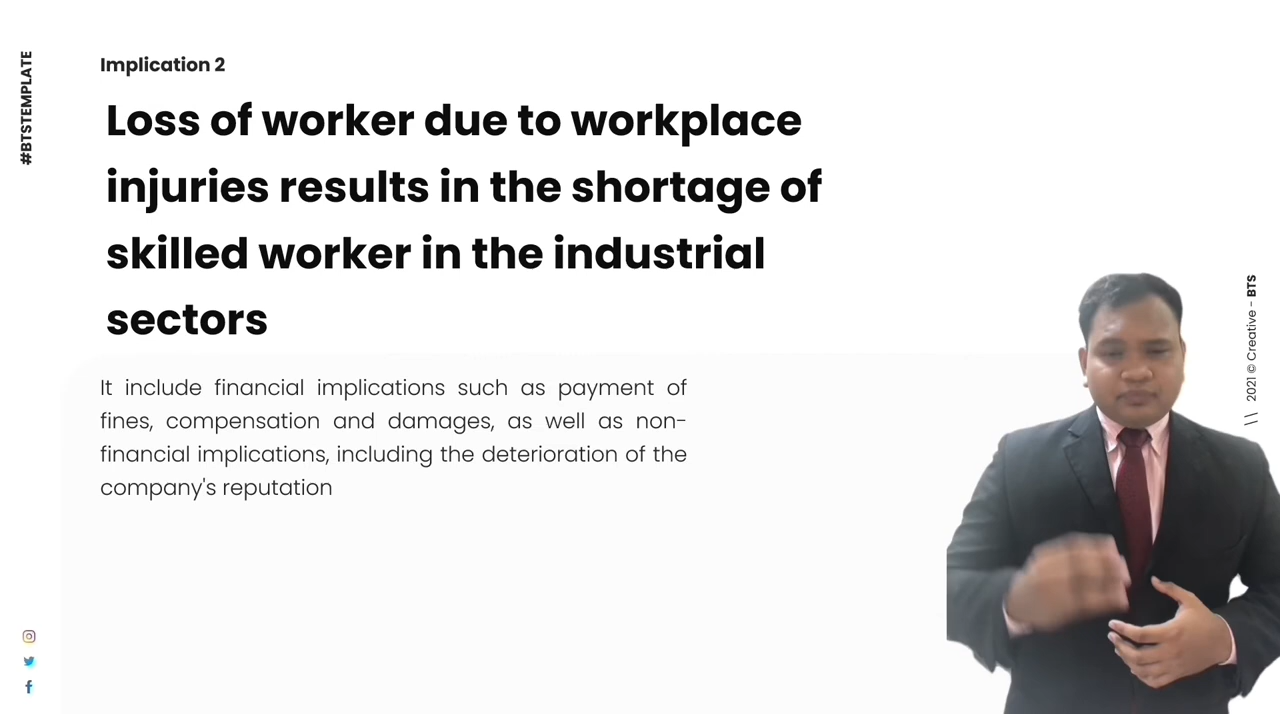 #BTSTEMPLATE
Implication 2
Loss of worker due to workplace
injuries results in the shortage of
skilled worker in the industrial
sectors
It include financial implications such as payment of
fines, compensation and damages, as well as non-
financial implications, including the deterioration of the
company's reputation
\\ 2021 © Creative - BTS